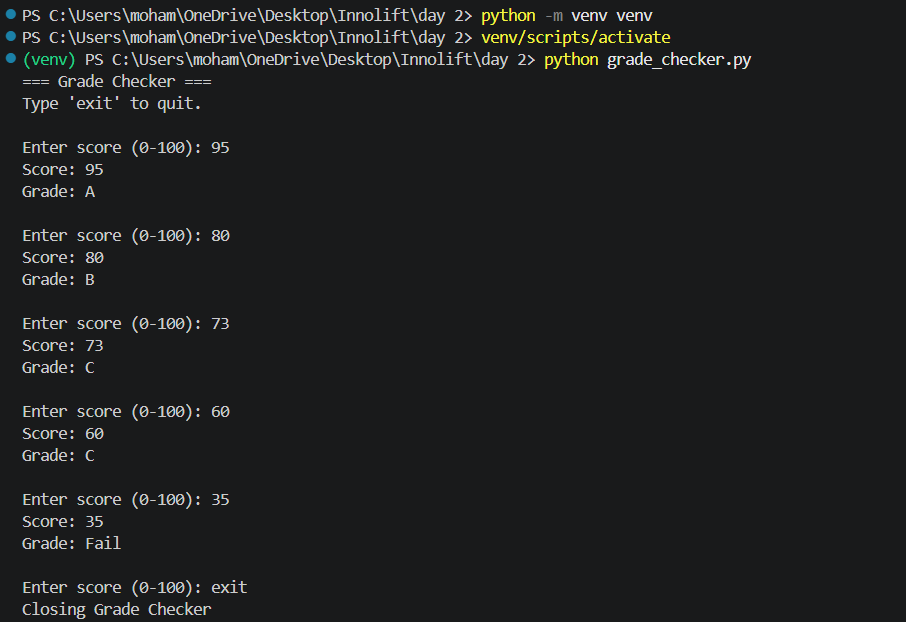 PS C:\Users\moham\OneDrive\Desktop\Innolift\day 2> python -m venv venv
PS C:\Users\moham\OneDrive\Desktop\Innolift\day 2> venv/scripts/activate
(venv) PS C:\Users\moham\OneDrive\Desktop\Innolift\day 2> python grade_checker.py
=== Grade Checker ===
Type 'exit' to quit.

Enter score (0-100): 95
Score: 95
Grade: A

Enter score (0-100): 80
Score: 80
Grade: B

Enter score (0-100): 73
Score: 73
Grade: C

Enter score (0-100): 60
Score: 60
Grade: C

Enter score (0-100): 35
Score: 35
Grade: Fail

Enter score (0-100): exit
Closing Grade Checker